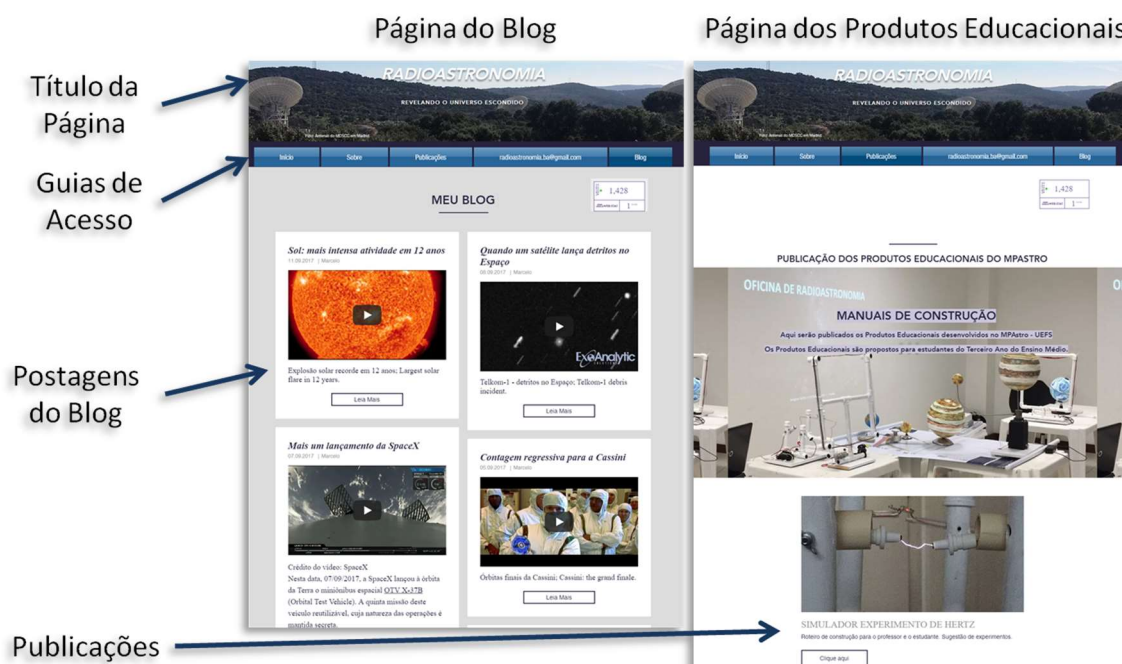 Página do Blog
Página dos Produtos Educacionais
Título da
Página
Guias de
Acesso
Postagens
do Blog
Publicações
RADIOASTRONOMIA
REVELANDO O UNIVERSO ESCONDIDO
Início Sobre Publicações radioastronomia.ba@gmail.com Blog
MEU BLOG
1,428
1
Sol: mais intensa atividade em 12 anos
11.09.2017 | Marcelo
Explosão solar recorde em 12 anos; Largest solar
flare in 12 years.
Leia Mais
Quando um satélite lança detritos no
Espaço
08.09.2017 | Marcelo
ExoAnalytic
Telkom-1 - detritos no Espaço; Telkom-1 debris
incident.
Leia Mais
Mais um lançamento da SpaceX
07.09.2017 | Marcelo
Crédito do vídeo: SpaceX
Nesta data, 07/09/2017, a SpaceX lançou à órbita
da Terra o miniônibus espacial OTV X-37B
(Orbital Test Vehicle). A quinta missão deste
veículo reutilizável, cuja natureza das operações é
mantida secreta.
Contagem regressiva para a Cassini
05.09.2017 | Marcelo
Órbitas finais da Cassini; Cassini: the grand finale.
Leia Mais
RADIOASTRONOMIA
REVELANDO O UNIVERSO ESCONDIDO
Início Sobre Publicações radioastronomia.ba@gmail.com Blog
1,428
1
PUBLICAÇÃO DOS PRODUTOS EDUCACIONAIS DO MPASTRO
OFICINA DE RADIOASTRONOMIA
MANUAIS DE CONSTRUÇÃO
Aqui serão publicados os Produtos Educacionais desenvolvidos no MPAstro - UEFS
Os Produtos Educacionais são propostos para estudantes do Terceiro Ano do Ensino Médio.
SIMULADOR EXPERIMENTO DE HERTZ
Roteiro de construção para o professor e o estudante. Sugestão de experimentos.
Clique aqui